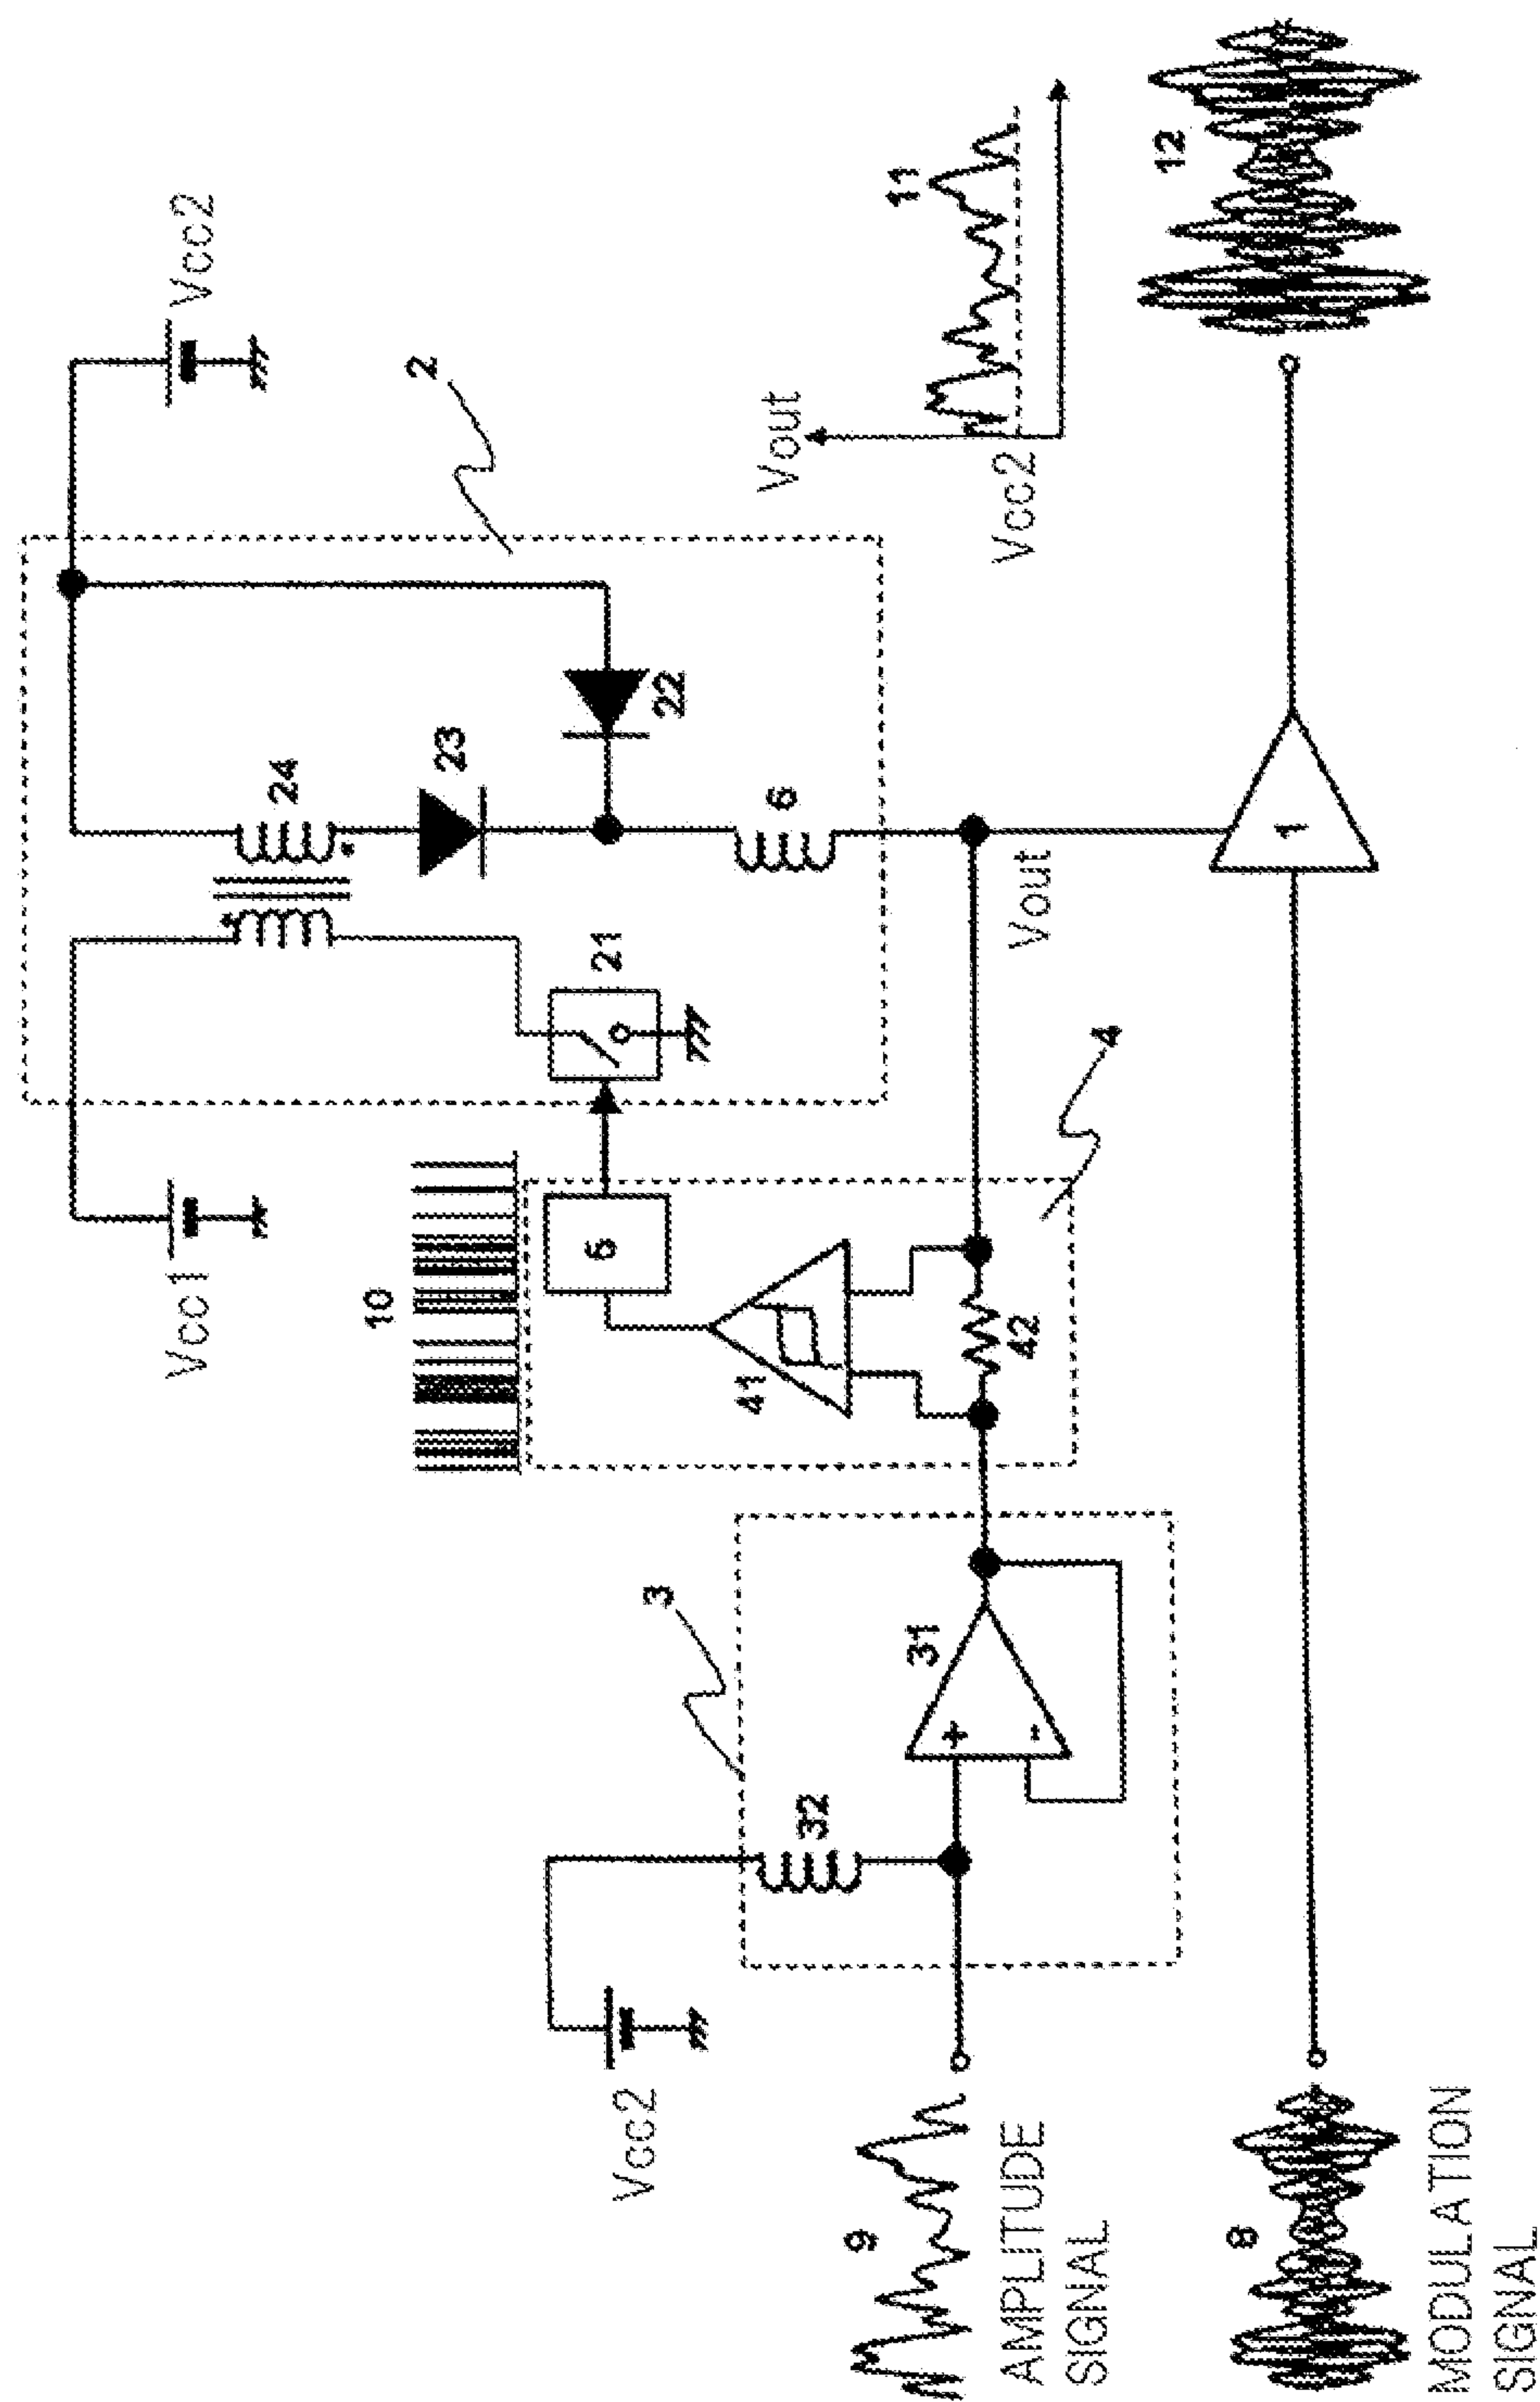 Vcc1
Vcc2
24
10
2
23
5
21
Vcc2
3
22
41
6
Vout
32
9
11
31
+
-
AMPLITUDE
SIGNAL
42
Vout
Vcc2
4
12
8
1
MODULATION
SIGNAL